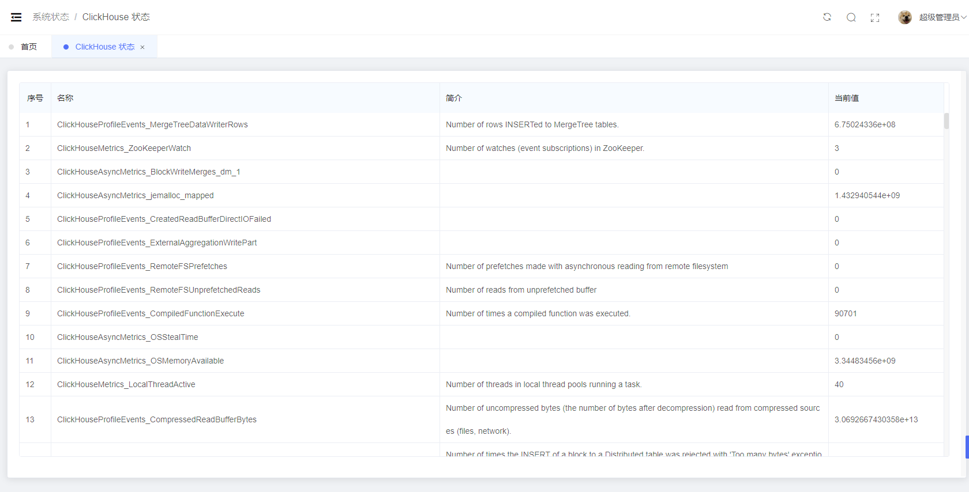 系统状态 / ClickHouse 状态
超级管理员
首页
ClickHouse 状态 ×
序号 名称 简介 当前值
1 ClickHouseProfileEvents_MergeTreeDataWriterRows Number of rows INSERTed to MergeTree tables. 6.75024336e+08
2 ClickHouseMetrics_ZooKeeperWatch Number of watches (event subscriptions) in ZooKeeper. 3
3 ClickHouseAsyncMetrics_BlockWriteMerges_dm_1 0
4 ClickHouseAsyncMetrics_jemalloc_mapped 1.432940544e+09
5 ClickHouseProfileEvents_CreatedReadBufferDirectIOFailed 0
6 ClickHouseProfileEvents_ExternalAggregationWritePart 0
7 ClickHouseProfileEvents_RemoteFSPrefetches Number of prefetches made with asynchronous reading from remote filesystem 0
8 ClickHouseProfileEvents_RemoteFSUnprefetchedReads Number of reads from unprefetched buffer 0
9 ClickHouseProfileEvents_CompiledFunctionExecute Number of times a compiled function was executed. 90701
10 ClickHouseAsyncMetrics_OSStealTime 0
11 ClickHouseAsyncMetrics_OSMemoryAvailable 3.34483456e+09
12 ClickHouseMetrics_LocalThreadActive Number of threads in local thread pools running a task. 40
13 ClickHouseProfileEvents_CompressedReadBufferBytes Number of uncompressed bytes (the number of bytes after decompression) read from compressed sourc
es (files, network). 3.0692667430358e+13
Number of times the INSERT of a block to a Distributed table was rejected with 'Too many bytes' exceptio